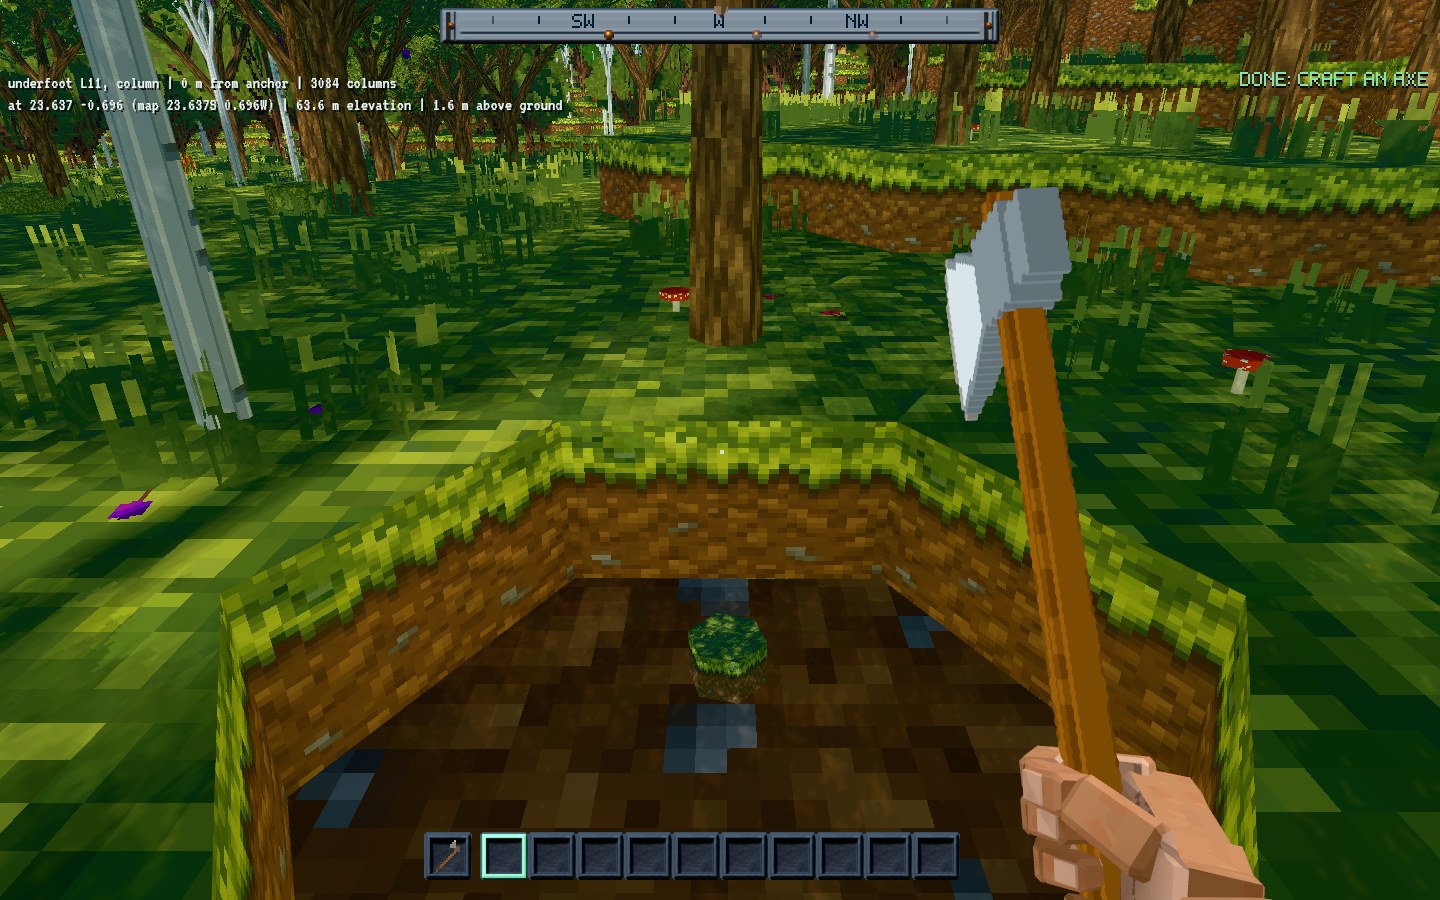 SW W NW
underfoot L11, column | 0 m from anchor | 3084 columns
DONE: CRAFT AN AXE
at 23.637 -0.696 (map 23.637S 0.696W) | 63.6 m elevation | 1.6 m above ground